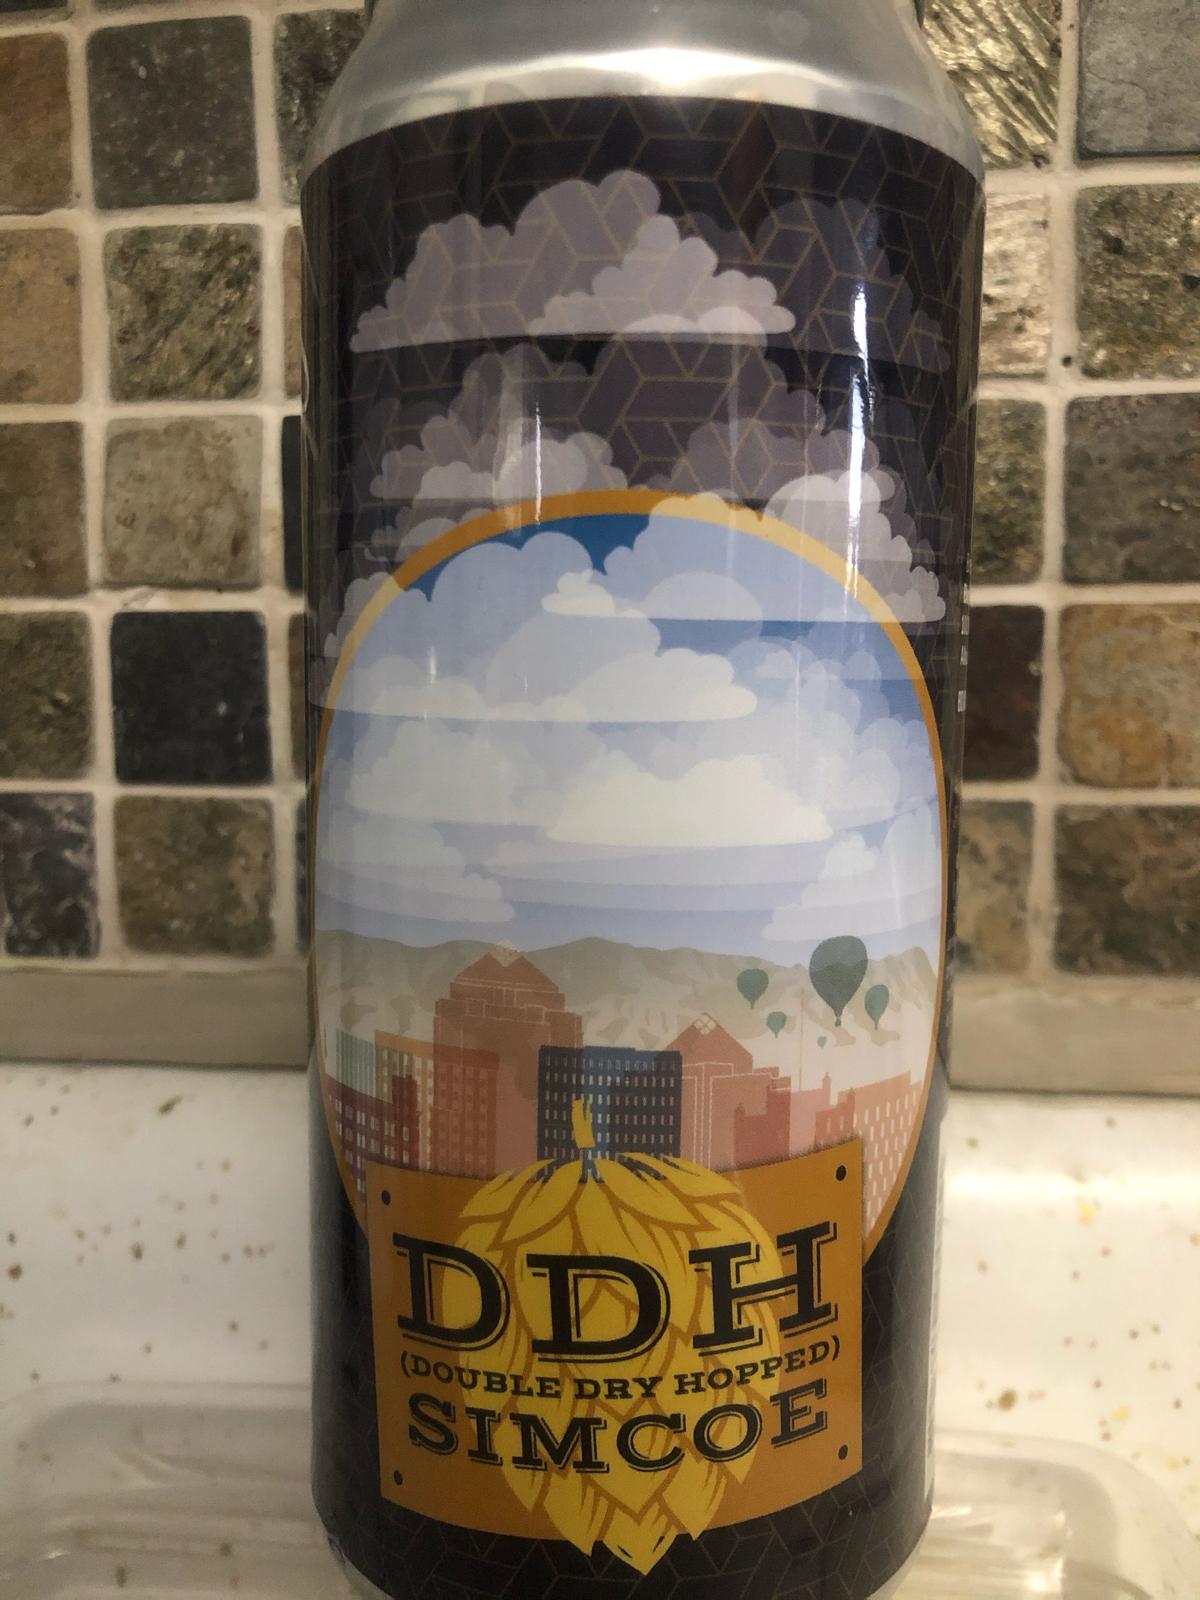 DDH
(DOUBLE DRY HOPPED)
SIMCOE